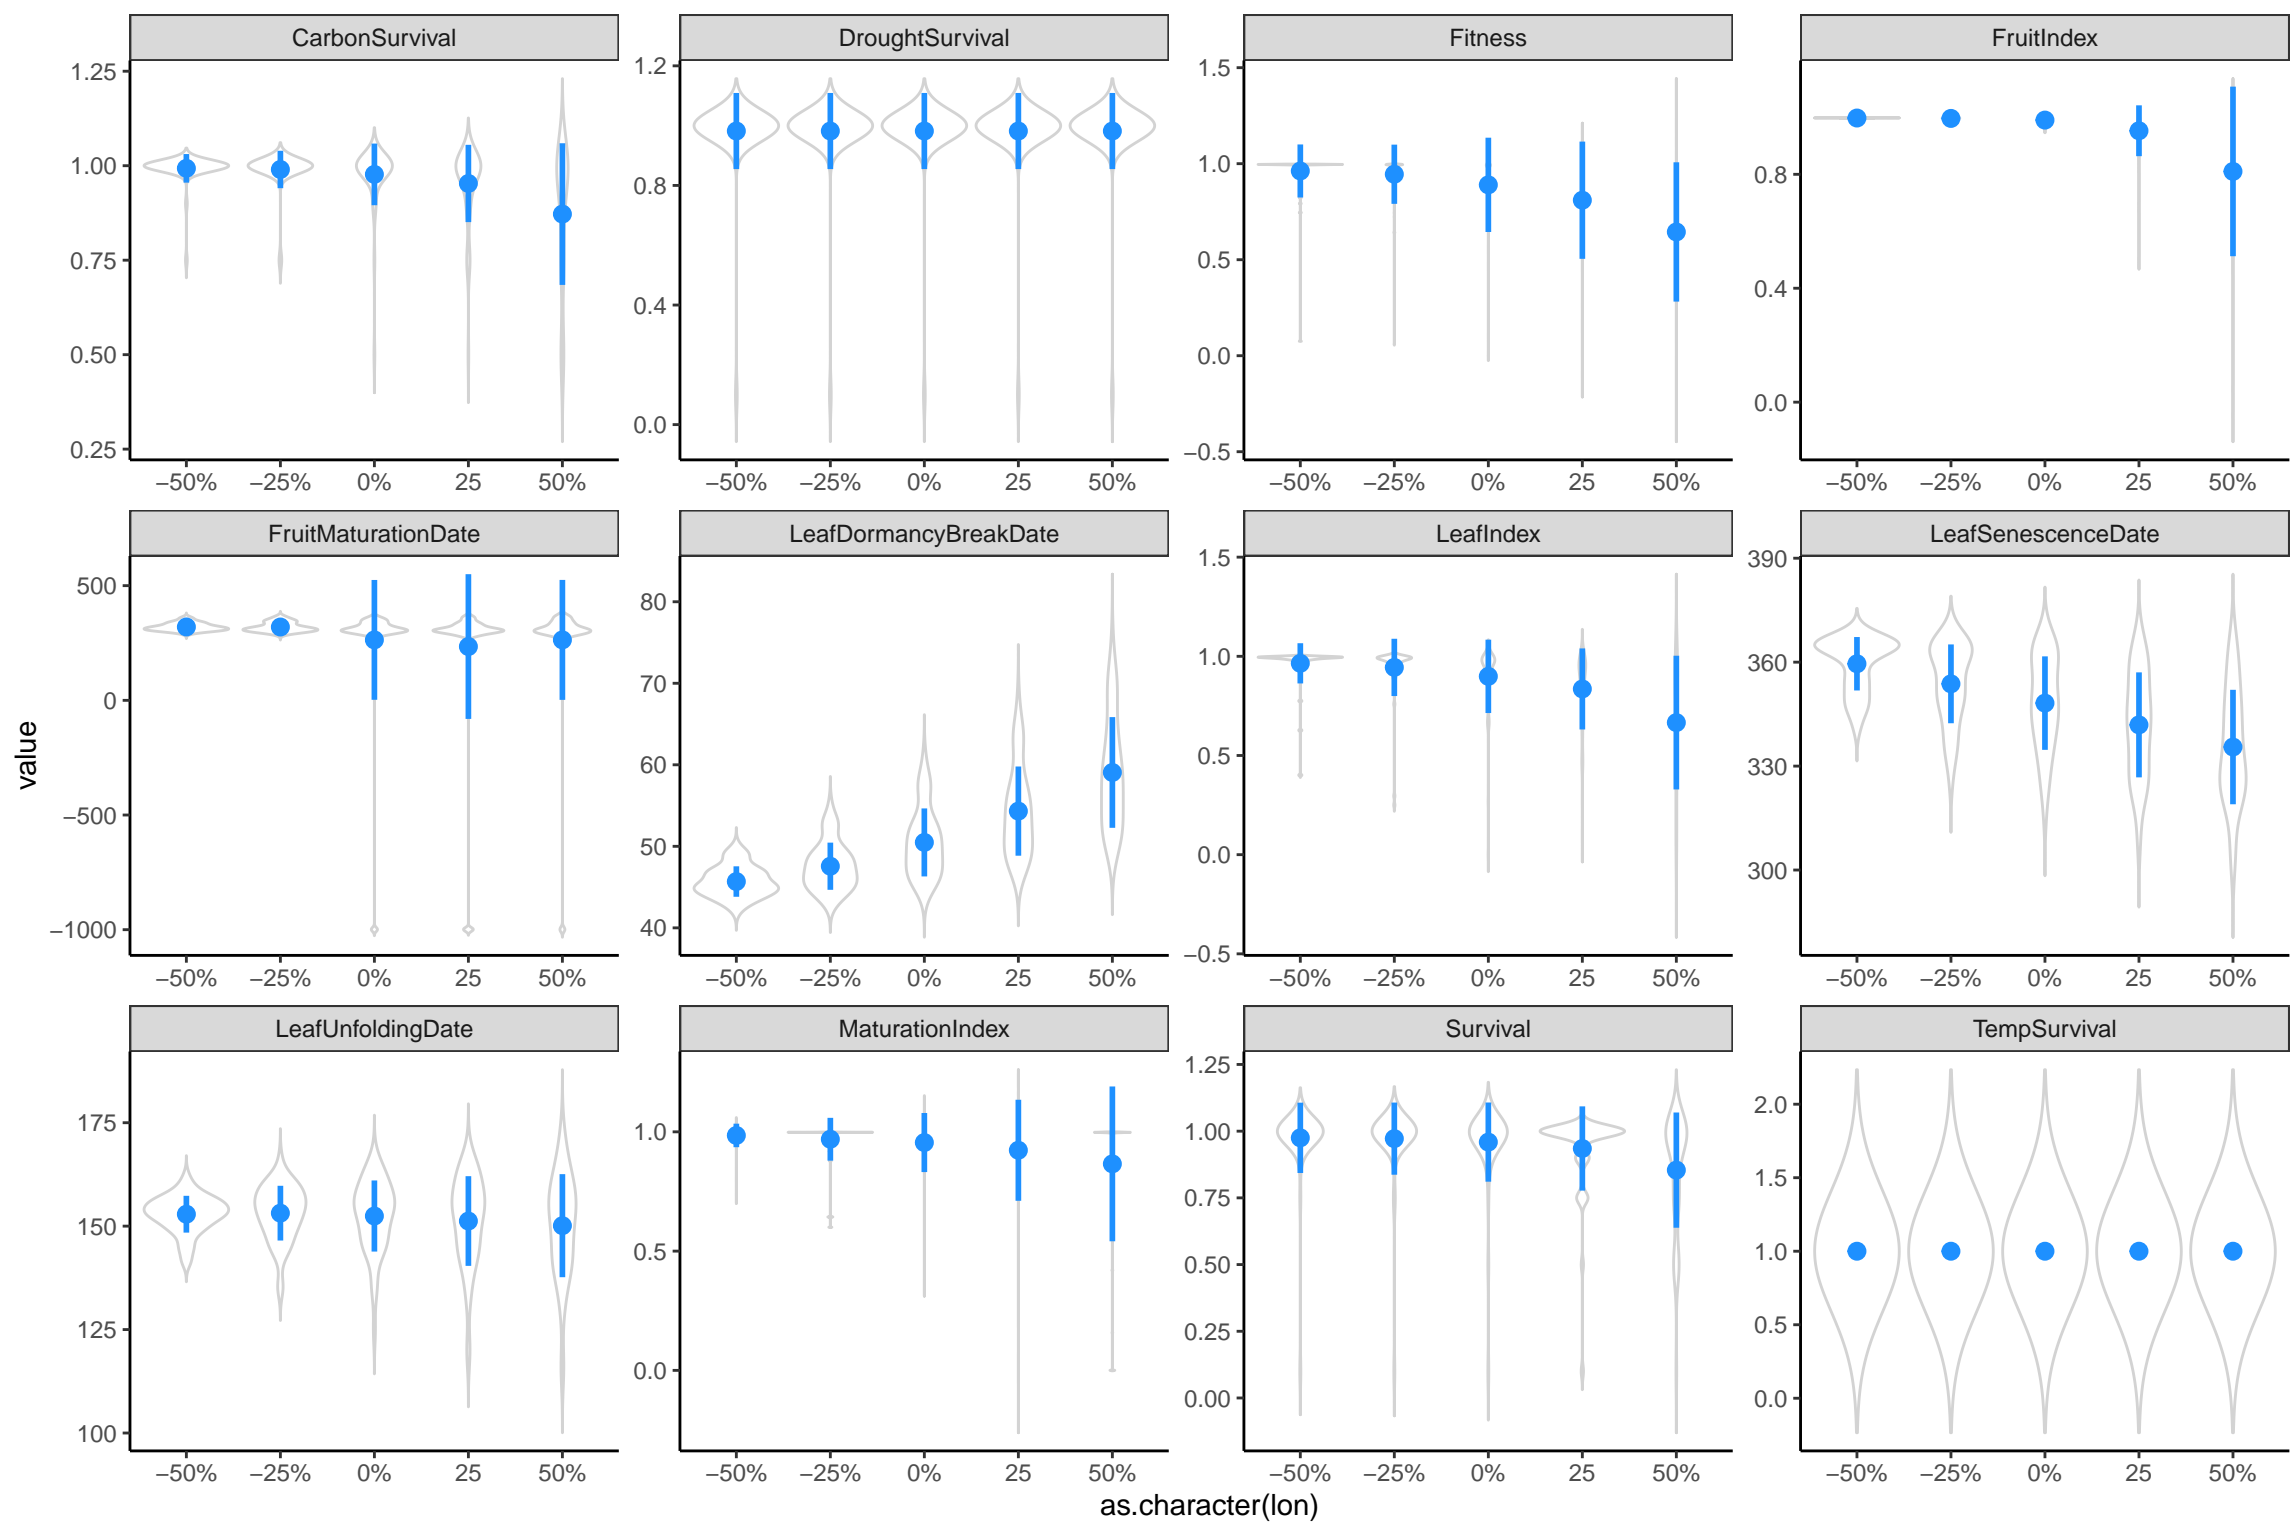 CarbonSurvival DroughtSurvival Fitness FruitIndex
1.25 1.2 1.5
1.00 1.0 0.8
0.75 0.8 0.5 0.4
0.50 0.4 0.0 0.0
0.25 0.0 −0.5
−50% −25% 0% 25 50% −50% −25% 0% 25 50% −50% −25% 0% 25 50% −50% −25% 0% 25 50%
FruitMaturationDate LeafDormancyBreakDate LeafIndex LeafSenescenceDate
500 80 1.5 390
0 70 1.0 360
−500 60 0.5 330
−1000 50 0.0 300
40 −0.5
value
−50% −25% 0% 25 50% −50% −25% 0% 25 50% −50% −25% 0% 25 50% −50% −25% 0% 25 50%
LeafUnfoldingDate MaturationIndex Survival TempSurvival
175 1.0 1.25 2.0
150 0.5 1.00 1.5
125 0.0 0.75 1.0
100 0.50 0.5
0.25 0.0
0.00
−50% −25% 0% 25 50% −50% −25% 0% 25 50% −50% −25% 0% 25 50% −50% −25% 0% 25 50%
as.character(lon)